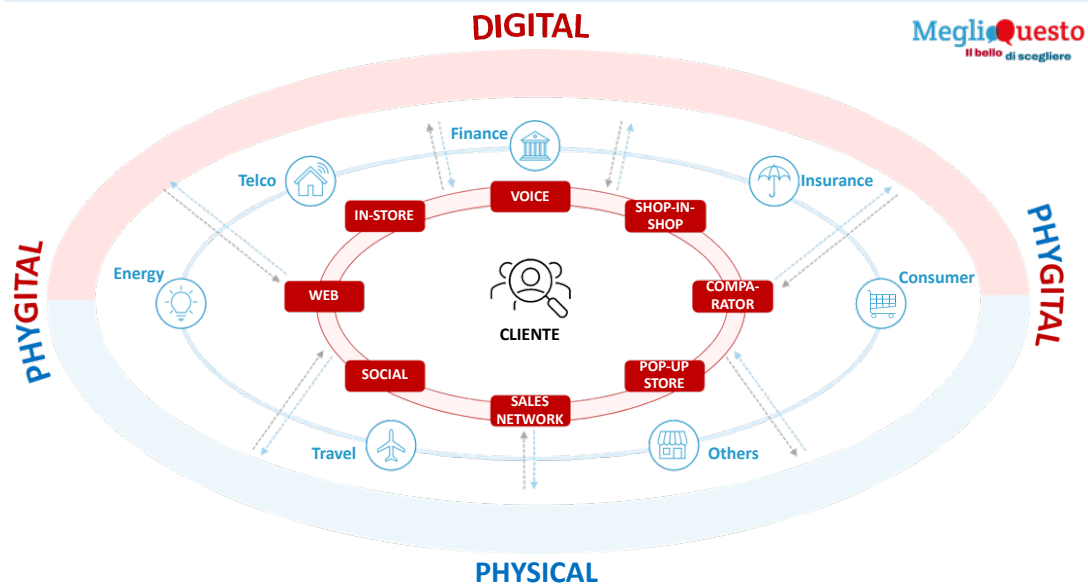 DIGITAL
MeglioQuesto
Il bello di scegliere
Finance
Telco
Insurance
VOICE
IN-STORE
SHOP-IN-
SHOP
PHYGITAL
PHYGITAL
Energy
Consumer
WEB
COMPA-
RATOR
CLIENTE
SOCIAL
POP-UP
STORE
SALES
NETWORK
Travel
Others
PHYSICAL